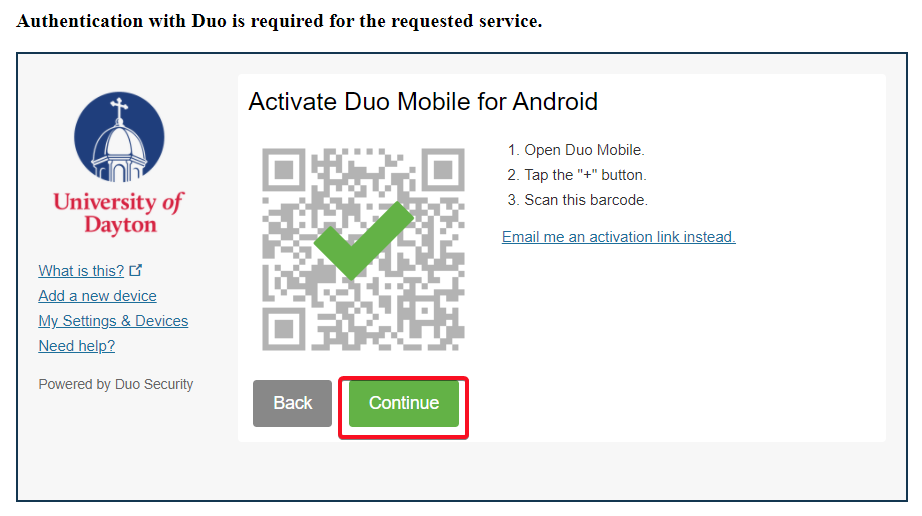 Authentication with Duo is required for the requested service.
University of
Dayton
What is this?
Add a new device
My Settings & Devices
Need help?
Powered by Duo Security
Activate Duo Mobile for Android
1. Open Duo Mobile.
2. Tap the "+" button.
3. Scan this barcode.
Email me an activation link instead.
Back
Continue